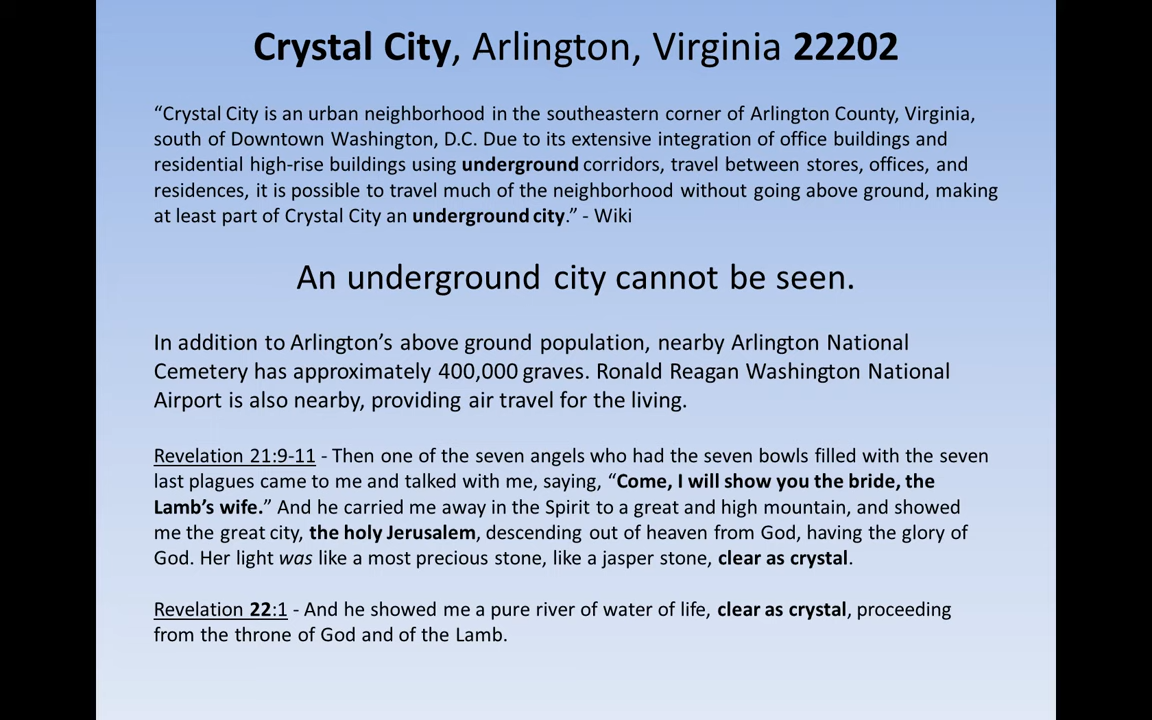 Crystal City, Arlington, Virginia 22202
“Crystal City is an urban neighborhood in the southeastern corner of Arlington County, Virginia,
south of Downtown Washington, D.C. Due to its extensive integration of office buildings and
residential high-rise buildings using underground corridors, travel between stores, offices, and
residences, it is possible to travel much of the neighborhood without going above ground, making
at least part of Crystal City an underground city.” - Wiki
An underground city cannot be seen.
In addition to Arlington’s above ground population, nearby Arlington National
Cemetery has approximately 400,000 graves. Ronald Reagan Washington National
Airport is also nearby, providing air travel for the living.
Revelation 21:9-11 - Then one of the seven angels who had the seven bowls filled with the seven
last plagues came to me and talked with me, saying, “Come, I will show you the bride, the
Lamb’s wife.” And he carried me away in the Spirit to a great and high mountain, and showed
me the great city, the holy Jerusalem, descending out of heaven from God, having the glory of
God. Her light was like a most precious stone, like a jasper stone, clear as crystal.
Revelation 22:1 - And he showed me a pure river of water of life, clear as crystal, proceeding
from the throne of God and of the Lamb.